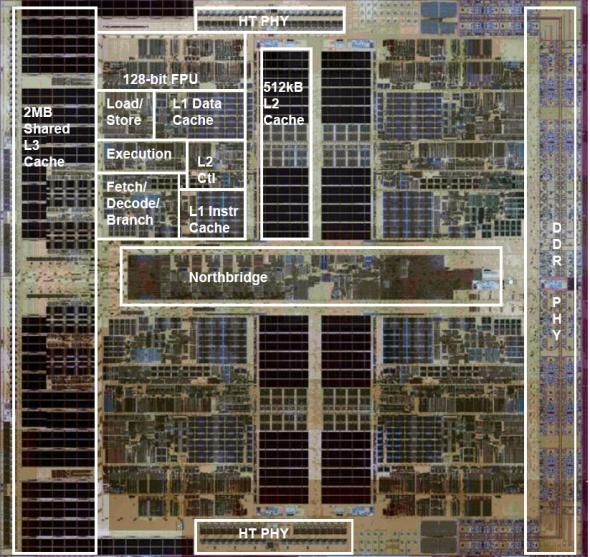 HT PHY
128-bit FPU
2MB
Shared
L3
Cache
Load/
Store
L1 Data
Cache
512kB
L2
Cache
Execution
L2
Ctl
Fetch/
Decode/
Branch
L1 Instr
Cache
Northbridge
D
D
R
P
H
Y
HT PHY